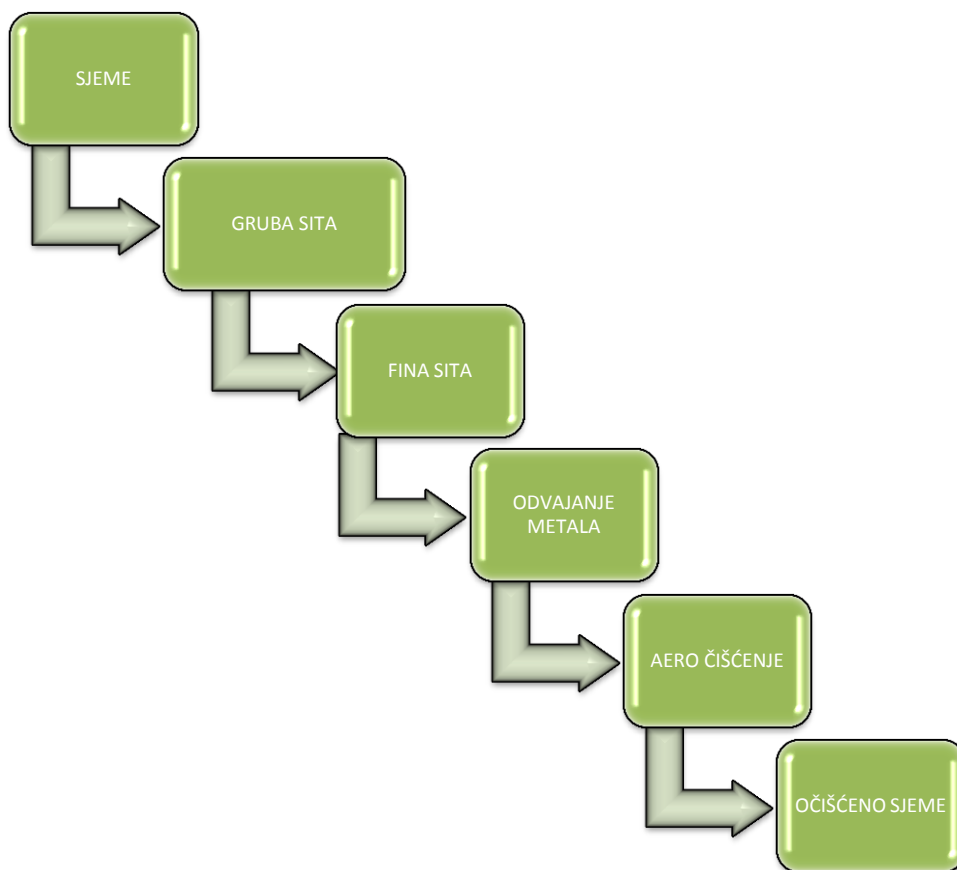 SJEME
GRUBA SITA
FINA SITA
ODVAJANJE
METALA
AERO ČIŠĆENJE
OČIŠĆENO SJEME